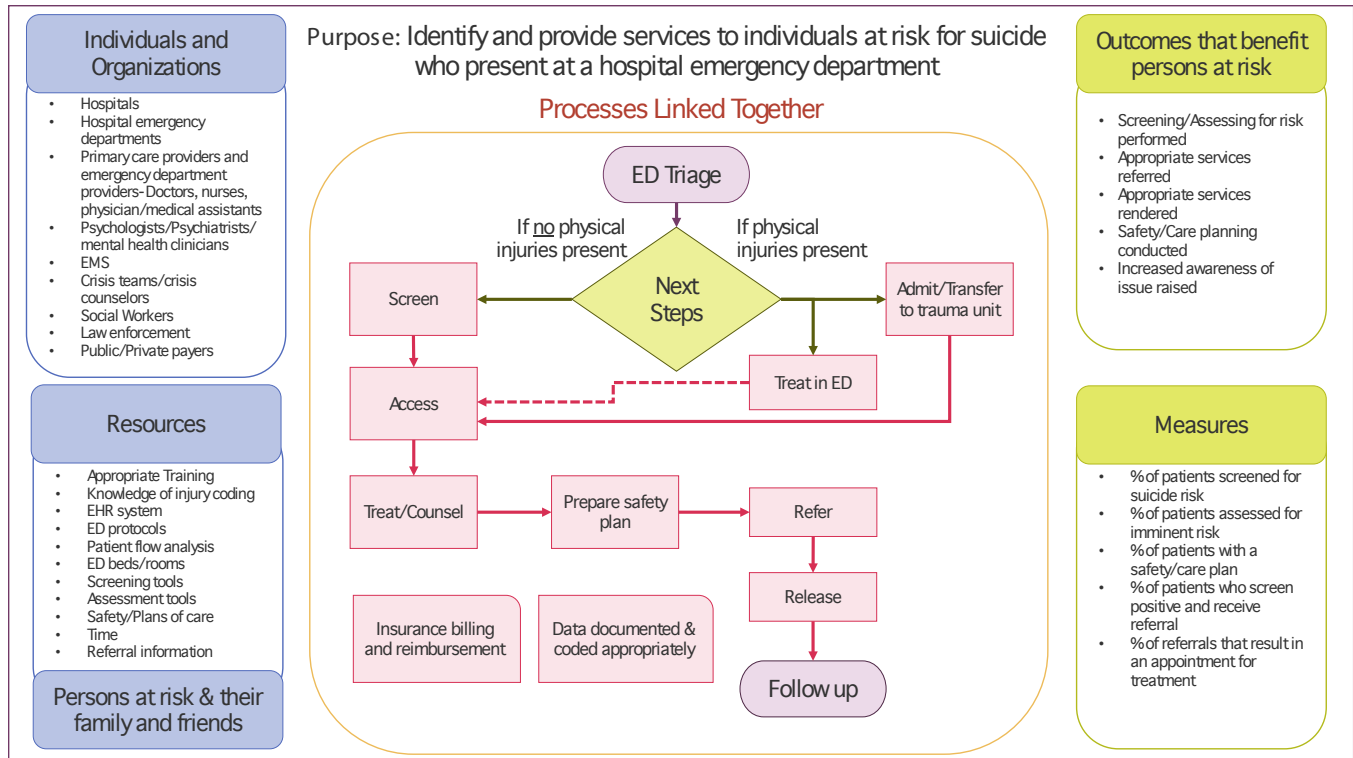 Individuals and
Organizations
• Hospitals
• Hospital emergency
departments
• Primary care providers and
emergency department
providers- Doctors, nurses,
physician/medical assistants
• Psychologists/Psychiatrists/
mental health clinicians
• EMS
• Crisis teams/crisis
counselors
• Social Workers
• Law enforcement
• Public/Private payers
Resources
• Appropriate Training
• Knowledge of injury coding
• EHR system
• ED protocols
• Patient flow analysis
• ED beds/rooms
• Screening tools
• Assessment tools
• Safety/Plans of care
• Time
• Referral information
Persons at risk & their
family and friends
Purpose: Identify and provide services to individuals at risk for suicide
who present at a hospital emergency department
Processes Linked Together
ED Triage
If no physical
injuries present
If physical
injuries present
Next
Steps
Screen
Admit/Transfer
to trauma unit
Treat in ED
Access
Treat/Counsel
Prepare safety
plan
Refer
Release
Insurance billing
and reimbursement
Data documented &
coded appropriately
Follow up
Outcomes that benefit
persons at risk
• Screening/Assessing for risk
performed
• Appropriate services
referred
• Appropriate services
rendered
• Safety/Care planning
conducted
• Increased awareness of
issue raised
Measures
• % of patients screened for
suicide risk
• % of patients assessed for
imminent risk
• % of patients with a
safety/care plan
• % of patients who screen
positive and receive
referral
• % of referrals that result in
an appointment for
treatment